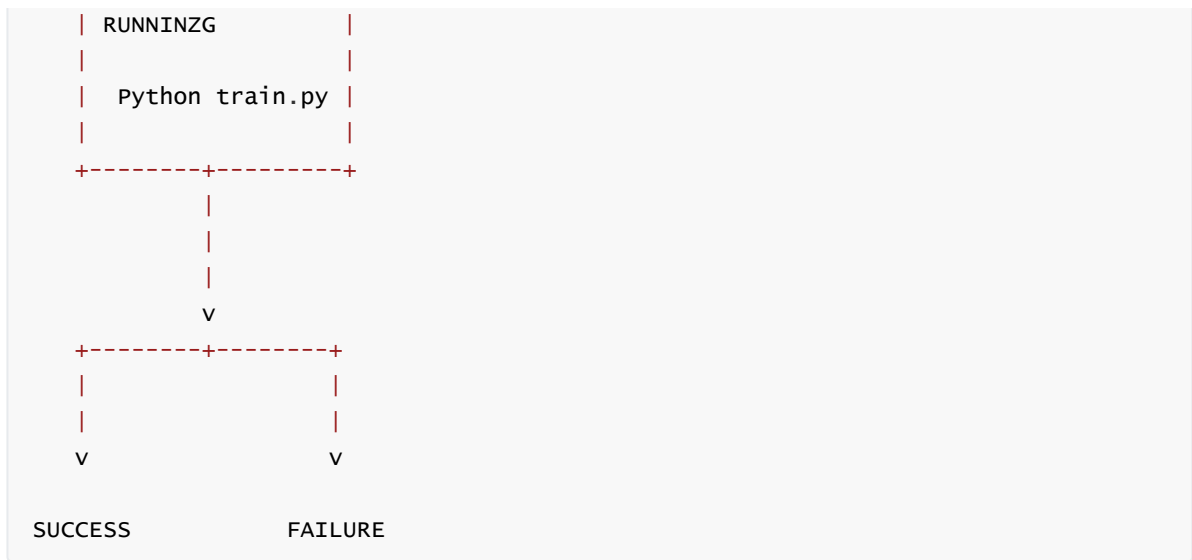 | RUNNINZG |
| |
| Python train.py |
| |
+--------+---------+
|
|
|
v
+--------+--------+
| |
| |
v v
SUCCESS FAILURE